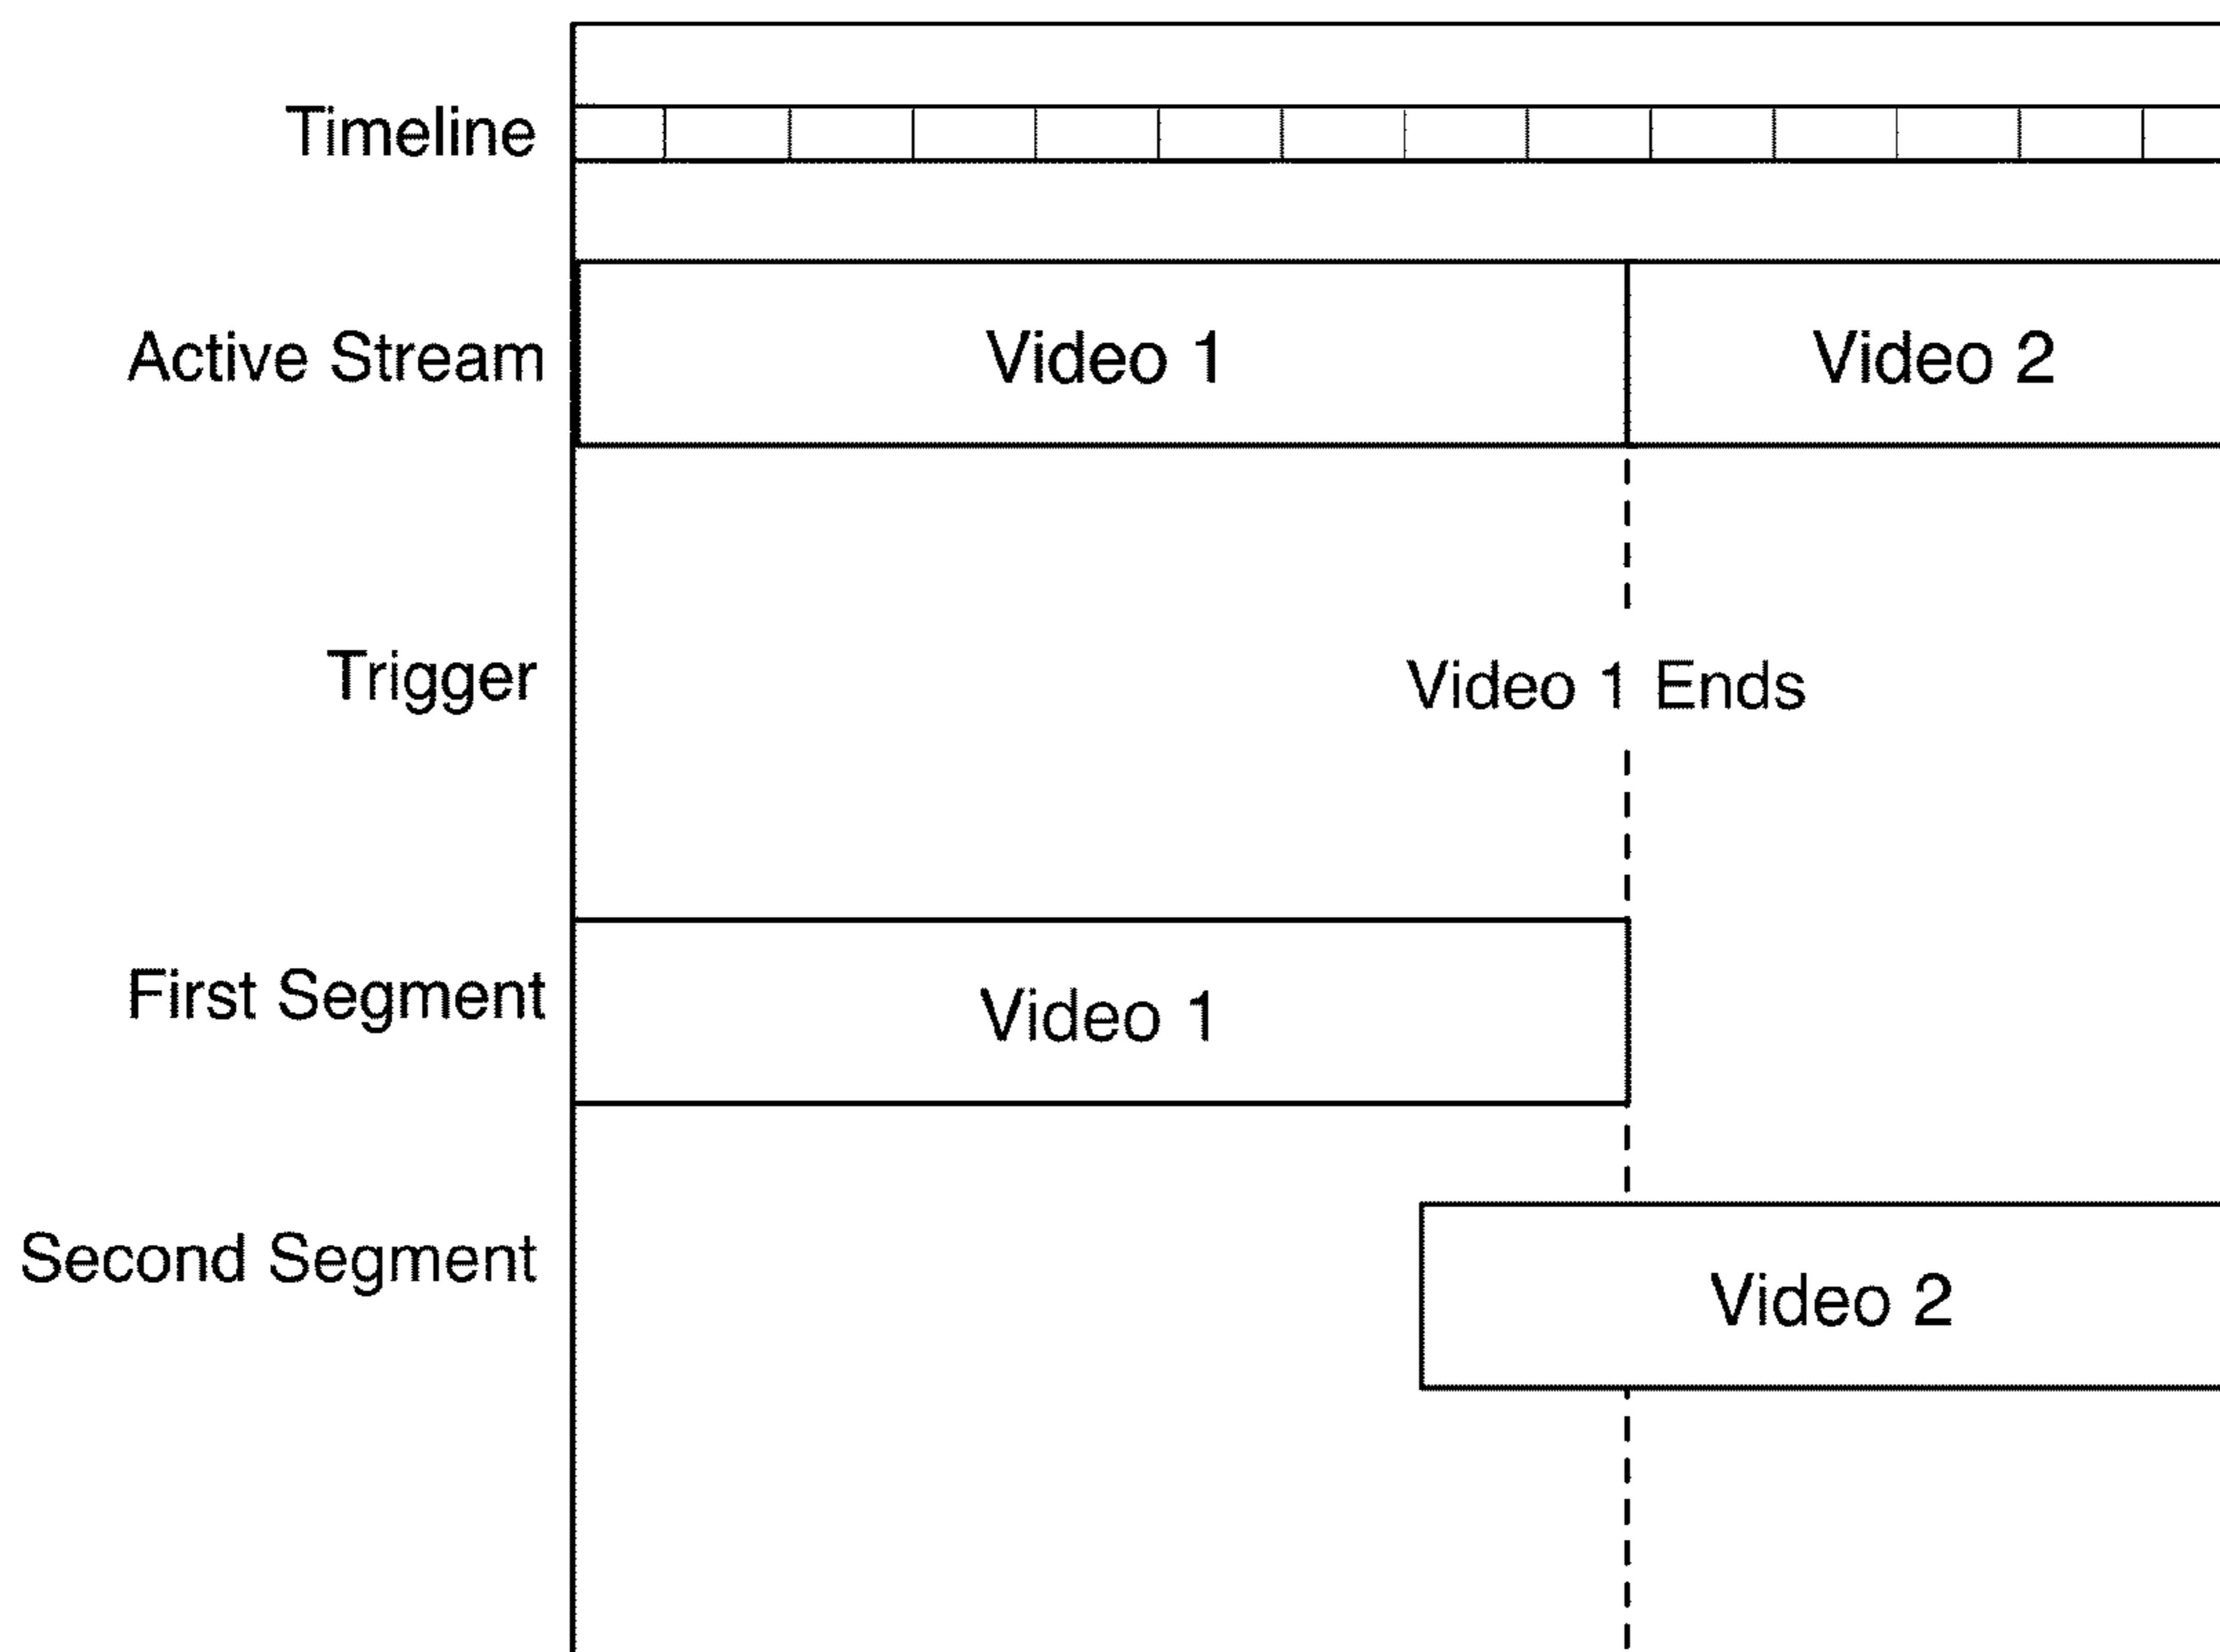 Timeline
Active Stream
Video 1
Video 2
Trigger
Video 1 Ends
First Segment
Video 1
Second Segment
Video 2